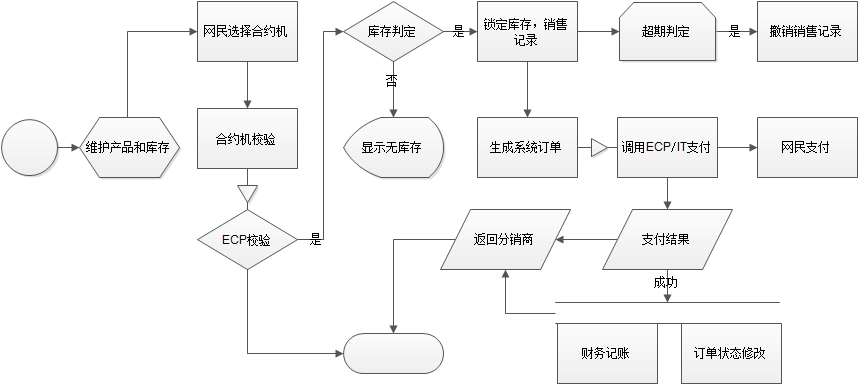 网民选择合约机
库存判定
是
锁定库存，销售
记录
超期判定
是
撤销销售记录
否
维护产品和库存
合约机校验
显示无库存
生成系统订单
调用ECP/IT支付
网民支付
ECP校验
是
返回分销商
支付结果
成功
财务记账
订单状态修改